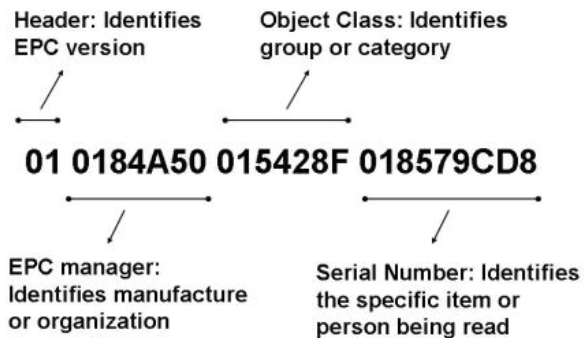 Header: Identifies
EPC version
Object Class: Identifies
group or category
01 0184A50 015428F 018579CD8
EPC manager:
Identifies manufacture
or organization
Serial Number: Identifies
the specific item or
person being read